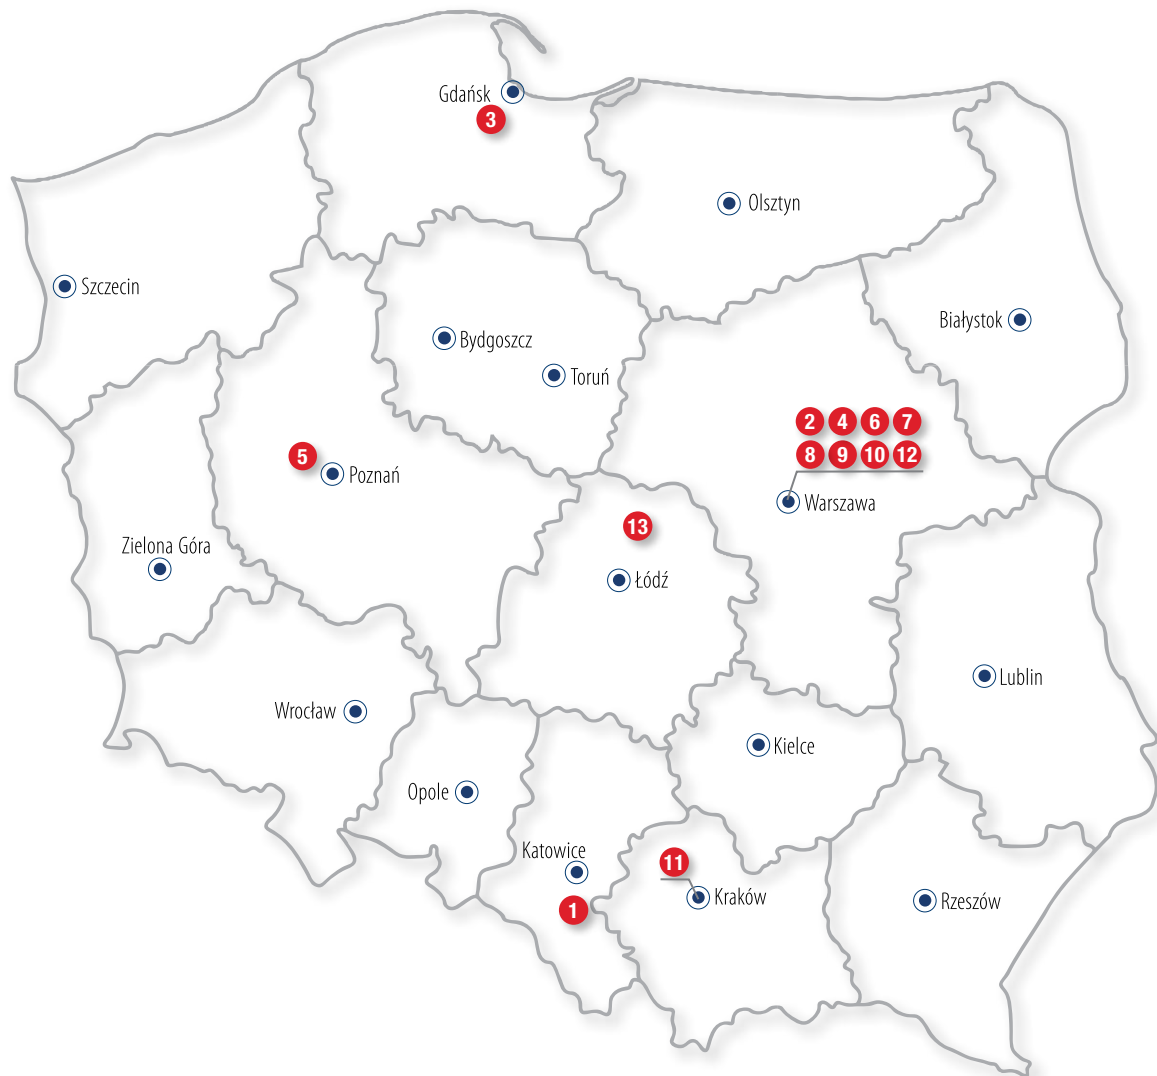 Gdańsk
3
Olsztyn
Szczecin
Białystok
Bydgoszcz
Toruń
2 4 6 7
8 9 10 12
5
Poznań
Warszawa
13
Zielona Góra
Łódź
Lublin
Wrocław
Kielce
Opole
Katowice
11
Kraków
Rzeszów
1